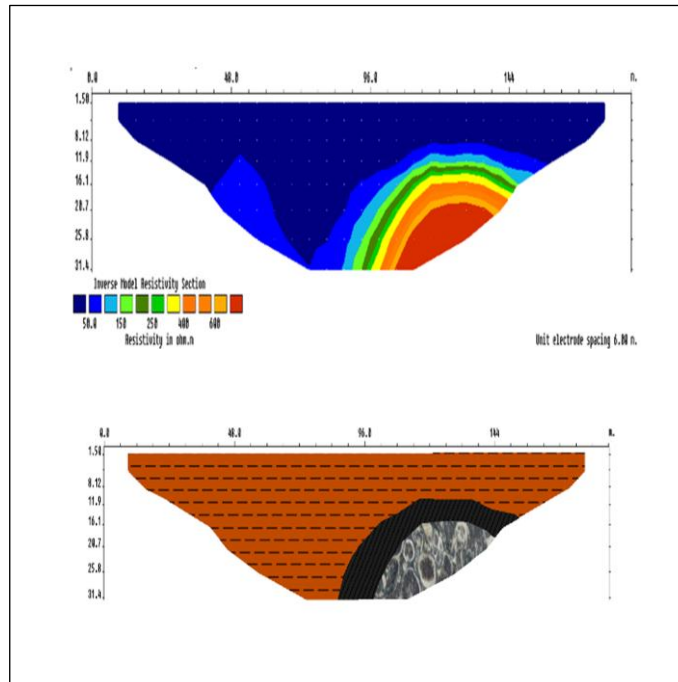 0.0 48.0 96.0 144 m.
1.50
8.12
11.9
16.1
20.7
25.8
31.4
Inverse Model Resistivity Section
50.0 150 250 400 600
Resistivity in ohm.m
Unit electrode spacing 6.00 m.
0.0 48.0 96.0 144 m.
1.50
8.12
11.9
16.1
20.7
25.8
31.4